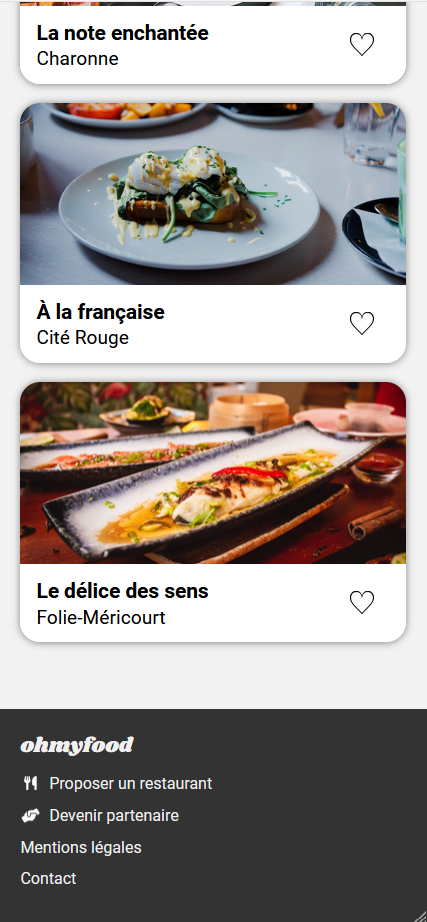 La note enchantée
Charonne
À la française
Cité Rouge
Le délice des sens
Folie-Méricourt
ohmyfood
Proposer un restaurant
Devenir partenaire
Mentions légales
Contact